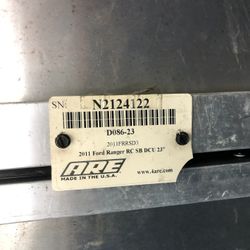 SN: N2124122
D086-23
2011FRRSD3
2011 Ford Ranger RC SB DCU 23"
ARE
MADE IN THE U.S.A.
www.4are.com